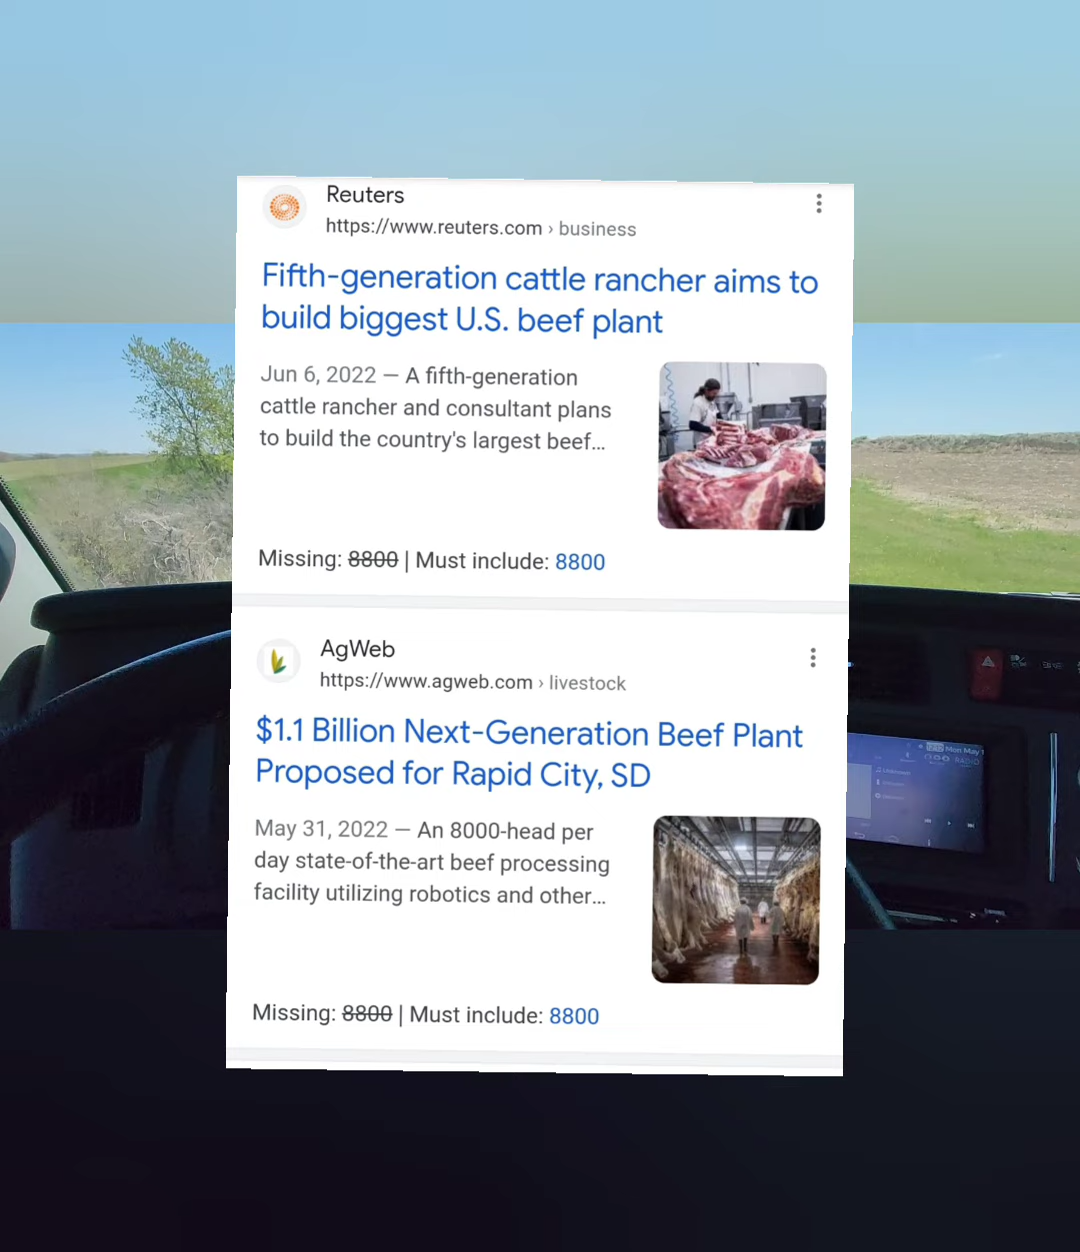 Reuters
https://www.reuters.com › business
Fifth-generation cattle rancher aims to
build biggest U.S. beef plant
Jun 6, 2022 — A fifth-generation
cattle rancher and consultant plans
to build the country's largest beef...
Missing: 8800 | Must include: 8800
AgWeb
https://www.agweb.com › livestock
$1.1 Billion Next-Generation Beef Plant
Proposed for Rapid City, SD
May 31, 2022 — An 8000-head per
day state-of-the-art beef processing
facility utilizing robotics and other...
Missing: 8800 | Must include: 8800
Mon May
RADIO